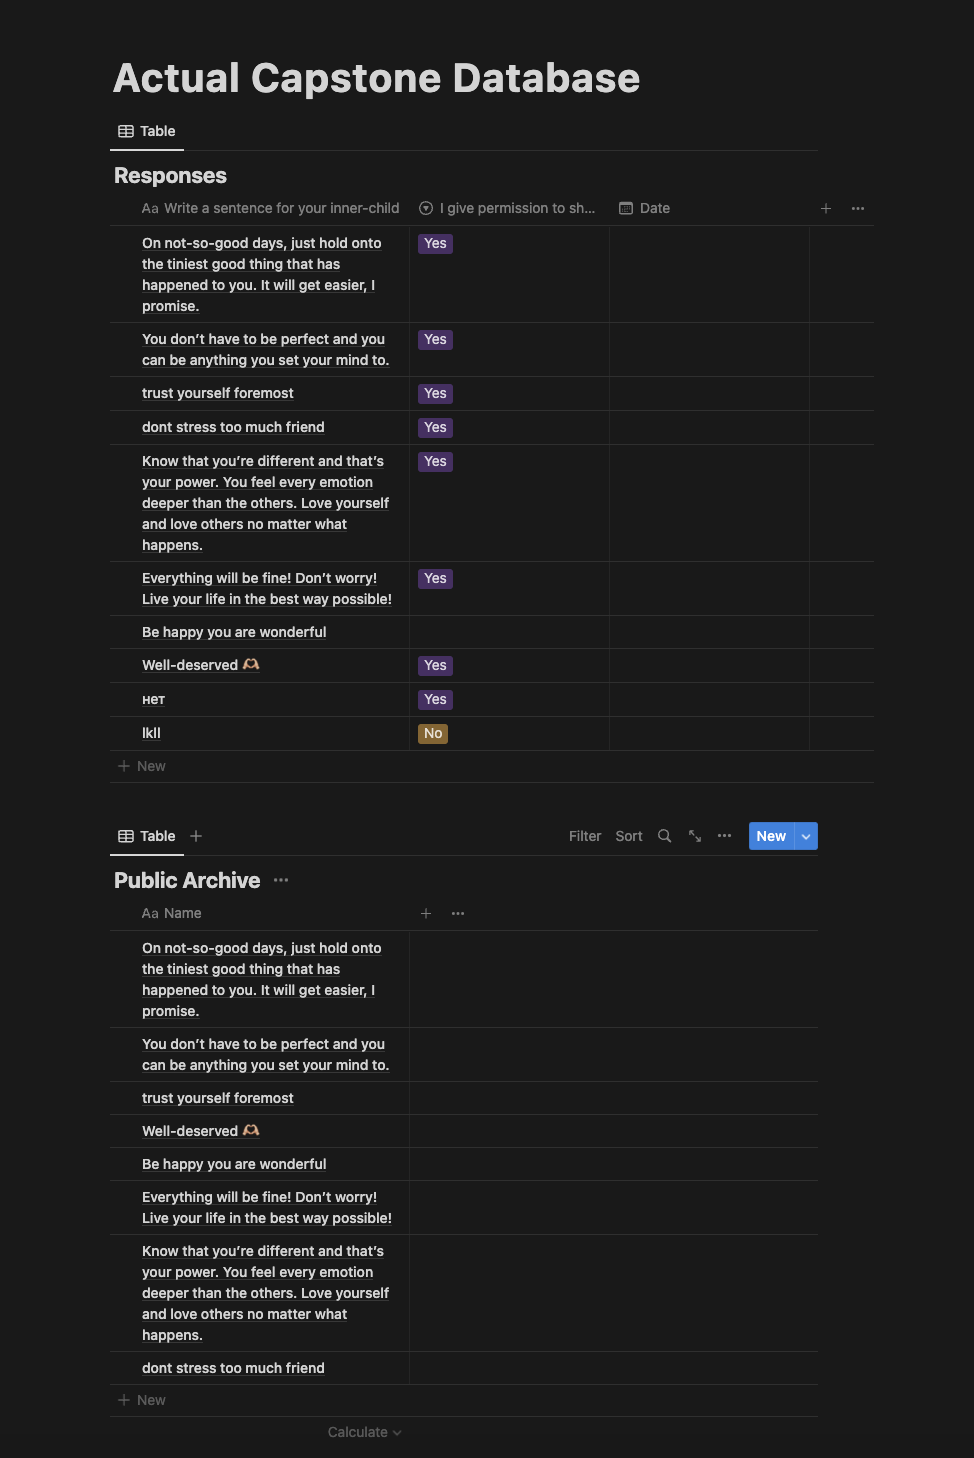 Actual Capstone Database
Table
Responses
Aa Write a sentence for your inner-child I give permission to sh... Date
On not-so-good days, just hold onto Yes
the tiniest good thing that has
happened to you. It will get easier, I
promise.
You don’t have to be perfect and you Yes
can be anything you set your mind to.
trust yourself foremost Yes
dont stress too much friend Yes
Know that you’re different and that’s Yes
your power. You feel every emotion
deeper than the others. Love yourself
and love others no matter what
happens.
Everything will be fine! Don’t worry! Yes
Live your life in the best way possible!
Be happy you are wonderful
Well-deserved 🫶🏽 Yes
нет Yes
lkll No
+ New
Table + Filter Sort New
Public Archive
Aa Name
On not-so-good days, just hold onto
the tiniest good thing that has
happened to you. It will get easier, I
promise.
You don’t have to be perfect and you
can be anything you set your mind to.
trust yourself foremost
Well-deserved 🫶🏽
Be happy you are wonderful
Everything will be fine! Don’t worry!
Live your life in the best way possible!
Know that you’re different and that’s
your power. You feel every emotion
deeper than the others. Love yourself
and love others no matter what
happens.
dont stress too much friend
+ New
Calculate